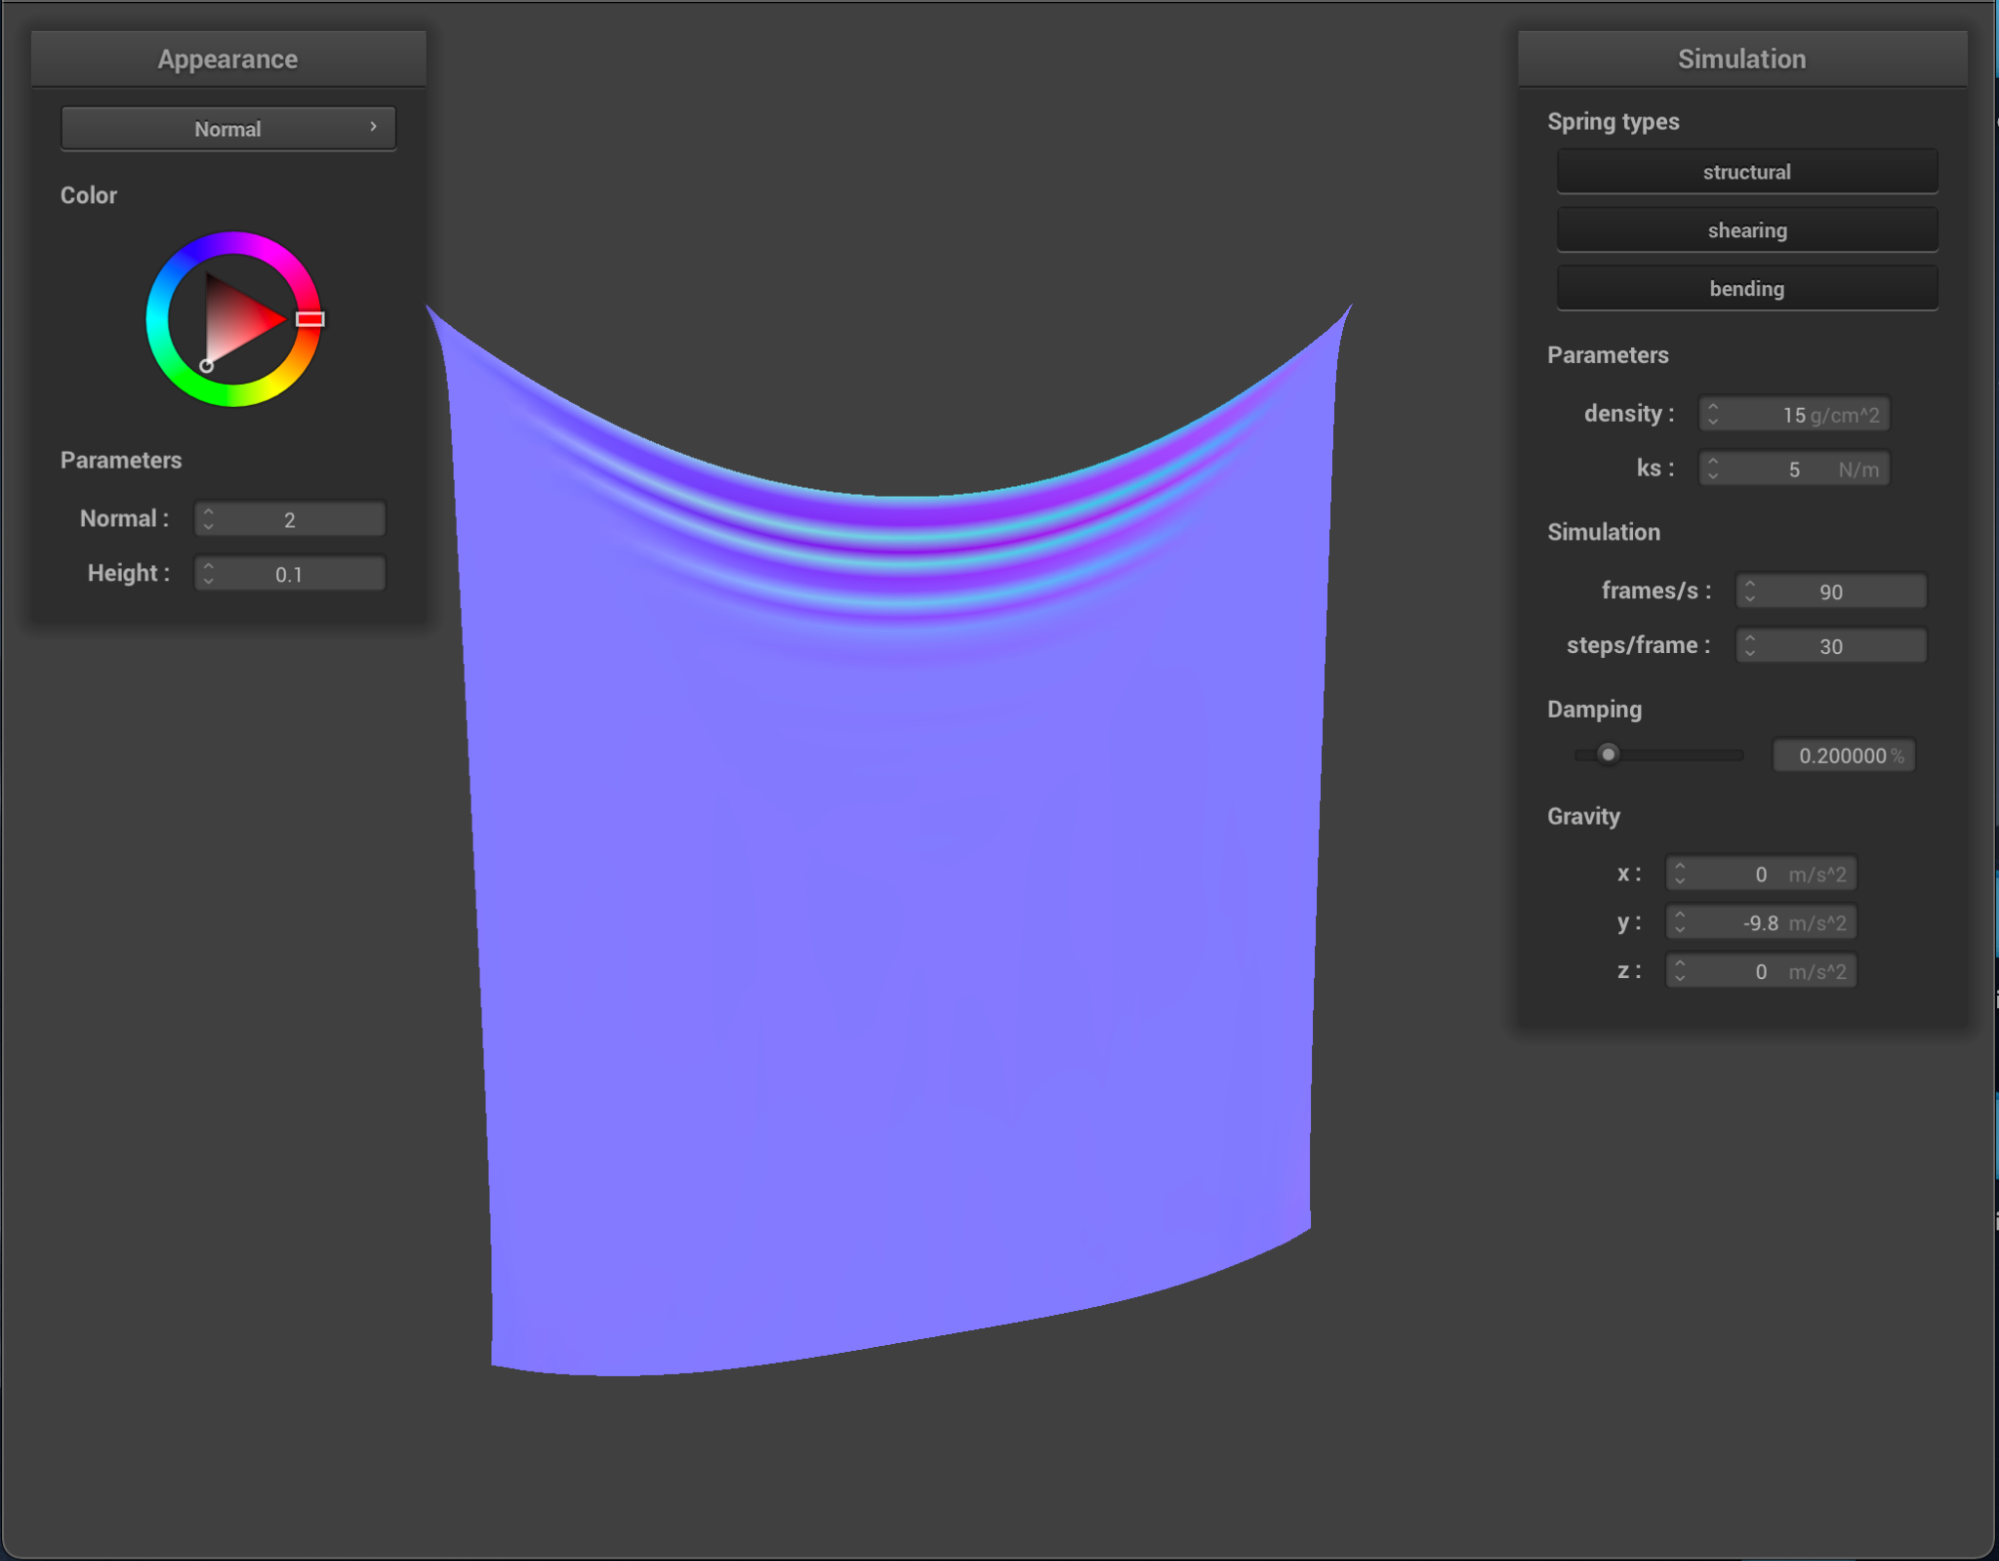 Appearance
Normal
Color
Parameters
Normal : 2
Height : 0.1
Simulation
Spring types
structural
shearing
bending
Parameters
density : 15 g/cm^2
ks : 5 N/m
Simulation
frames/s : 90
steps/frame : 30
Damping
0.200000 %
Gravity
x : 0 m/s^2
y : -9.8 m/s^2
z : 0 m/s^2